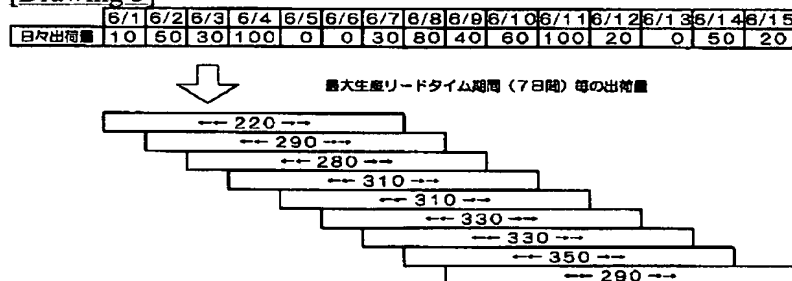 [Drawing 3]
6/1 6/2 6/3 6/4 6/5 6/6 6/7 6/8 6/9 6/10 6/11 6/12 6/13 6/14 6/15
日々出荷量 10 50 30 100 0 0 30 80 40 60 100 20 0 50 20
最大生産リードタイム期間（7日間）毎の出荷量
←← 220 →→
←← 290 →→
←← 280 →→
←← 310 →→
←← 310 →→
←← 330 →→
←← 330 →→
←← 350 →→
←← 290 →→